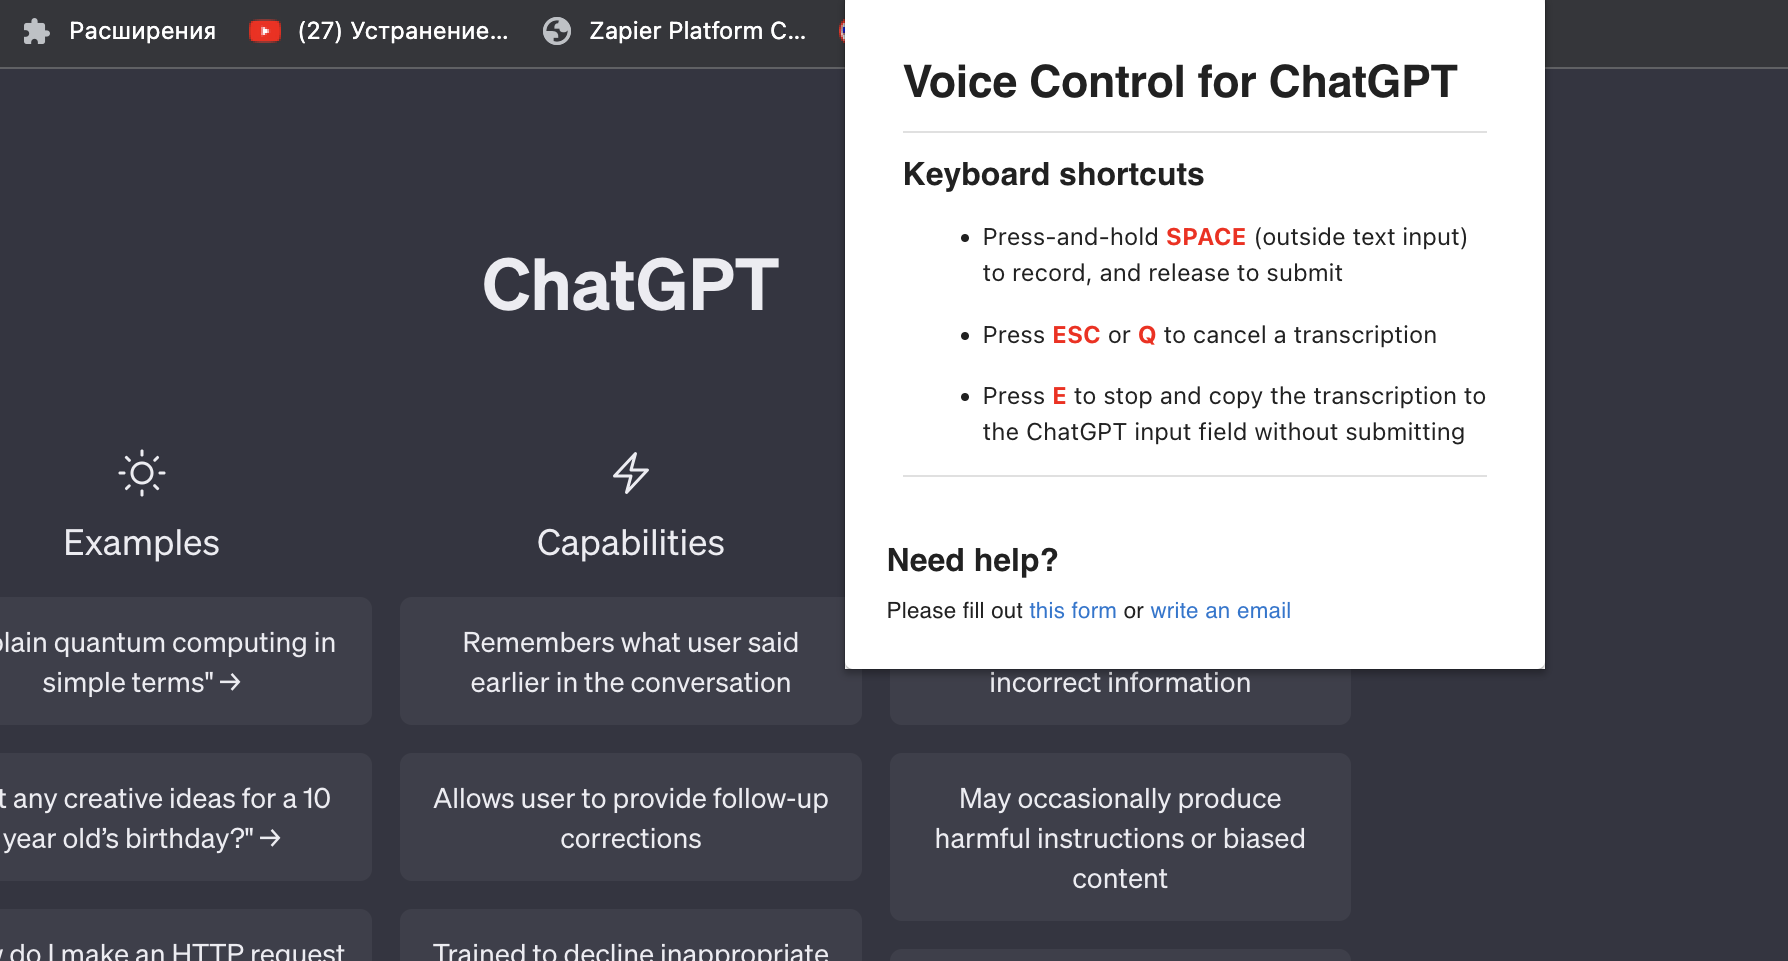 Расширения
(27) Устранение...
Zapier Platform C...
Voice Control for ChatGPT
Keyboard shortcuts
• Press-and-hold SPACE (outside text input)
to record, and release to submit
• Press ESC or Q to cancel a transcription
• Press E to stop and copy the transcription to
the ChatGPT input field without submitting
Need help?
Please fill out this form or write an email
ChatGPT
Examples
plain quantum computing in
simple terms" →
t any creative ideas for a 10
year old's birthday?" →
do I make an HTTP request
Capabilities
Remembers what user said
earlier in the conversation
Allows user to provide follow-up
corrections
Trained to decline inappropriate
incorrect information
May occasionally produce
harmful instructions or biased
content